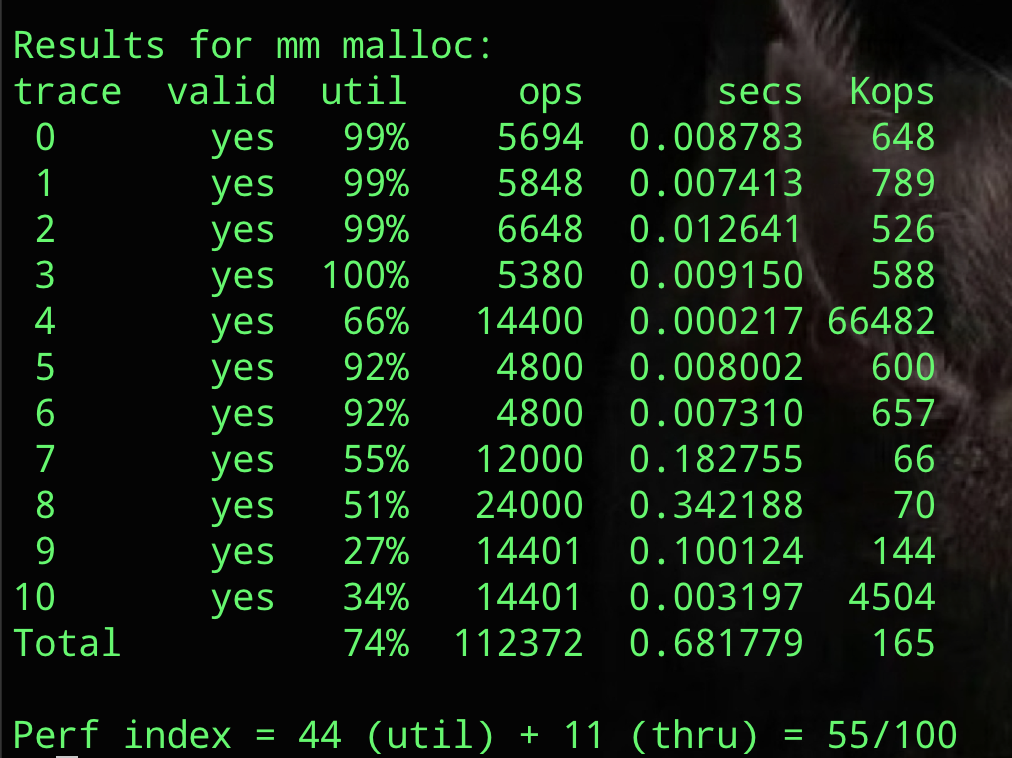 Results for mm malloc:
trace  valid  util     ops      secs  Kops
 0       yes   99%    5694  0.008783   648
 1       yes   99%    5848  0.007413   789
 2       yes   99%    6648  0.012641   526
 3       yes  100%    5380  0.009150   588
 4       yes   66%   14400  0.000217 66482
 5       yes   92%    4800  0.008002   600
 6       yes   92%    4800  0.007310   657
 7       yes   55%   12000  0.182755    66
 8       yes   51%   24000  0.342188    70
 9       yes   27%   14401  0.100124   144
10       yes   34%   14401  0.003197  4504
Total          74%  112372  0.681779   165
Perf index = 44 (util) + 11 (thru) = 55/100